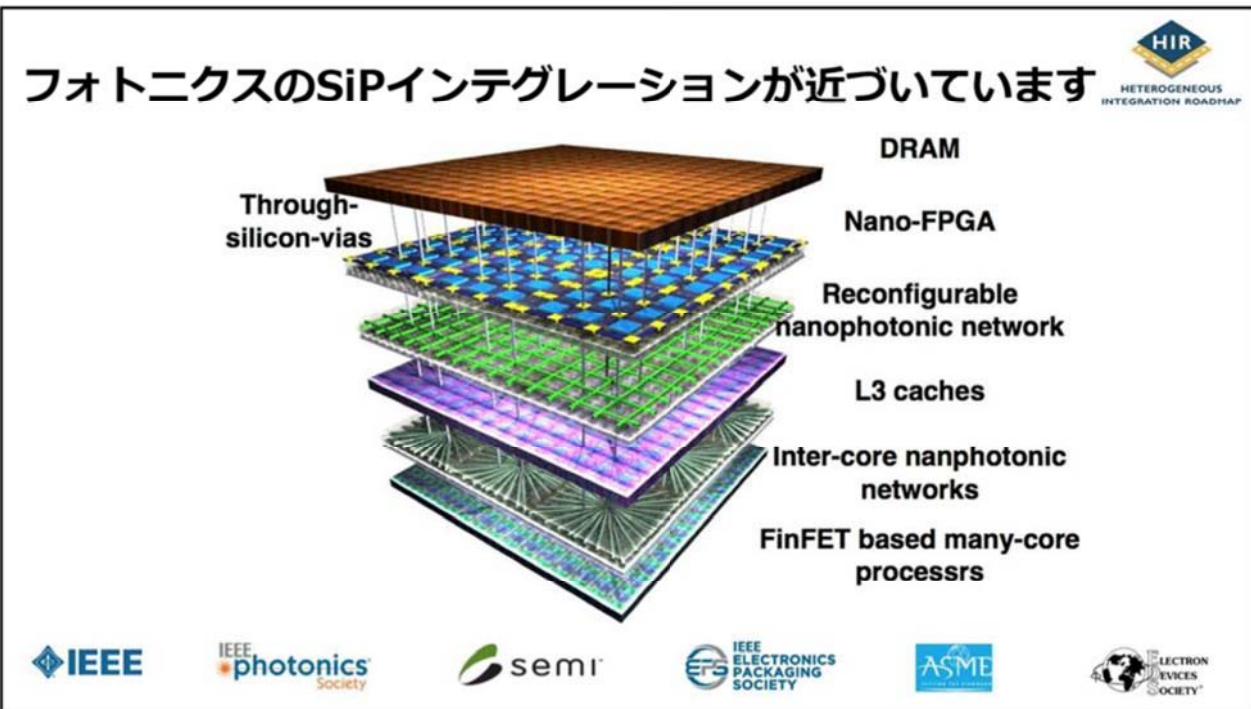 フォトニクスのSiPインテグレーションが近づいています
HIR
HETEROGENEOUS
INTEGRATION ROADMAP
DRAM
Through-
silicon-vias
Nano-FPGA
Reconfigurable
nanophotonic network
L3 caches
Inter-core nanphotonic
networks
FinFET based many-core
processrs
IEEE
IEEE
photonics
Society
semi
EPS
IEEE
ELECTRONICS
PACKAGING
SOCIETY
ASME
ELECTRON
DEVICES
SOCIETY